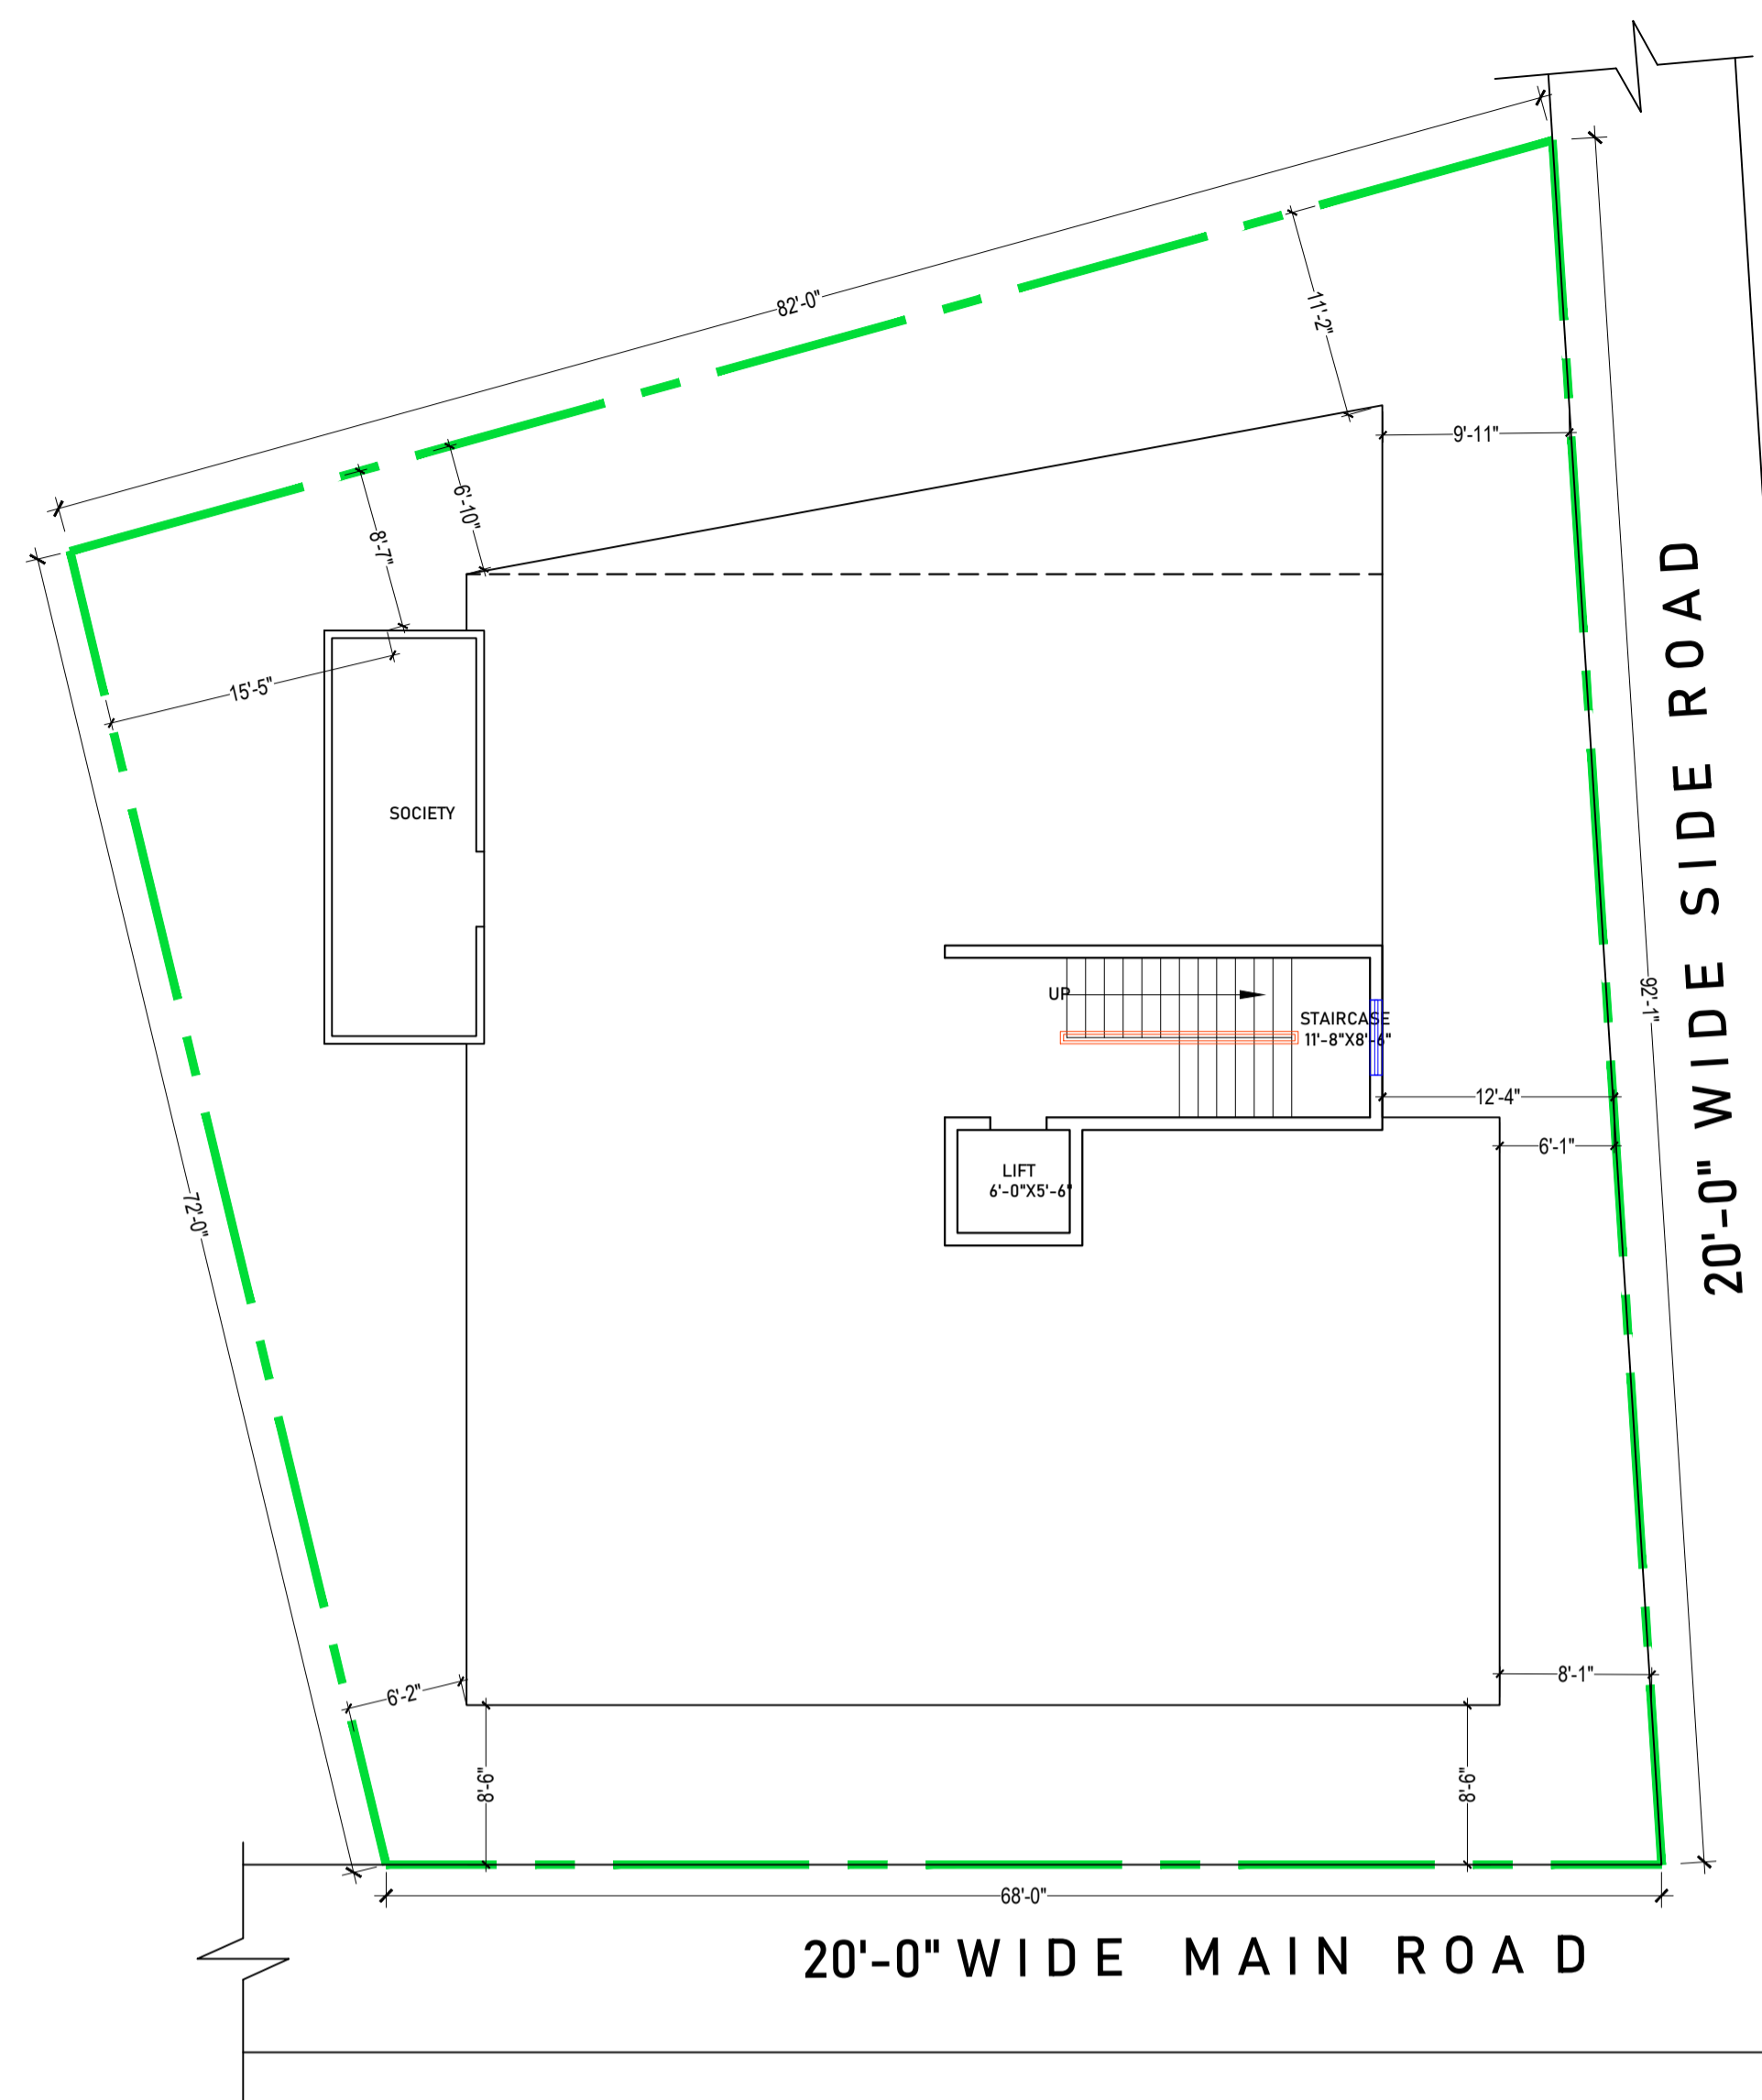 82'-0"
11'-2"
9'-11"
6'-10"
8'-7"
15'-5"
SOCIETY
UP
STAIRCASE
11'-8"X8'-6"
92'-1"
20'-0" WIDE SIDE ROAD
12'-4"
6'-1"
LIFT
6'-0"X5'-6"
72'-0"
8'-1"
6'-2"
8'-6"
8'-6"
68'-0"
20'-0" WIDE MAIN ROAD